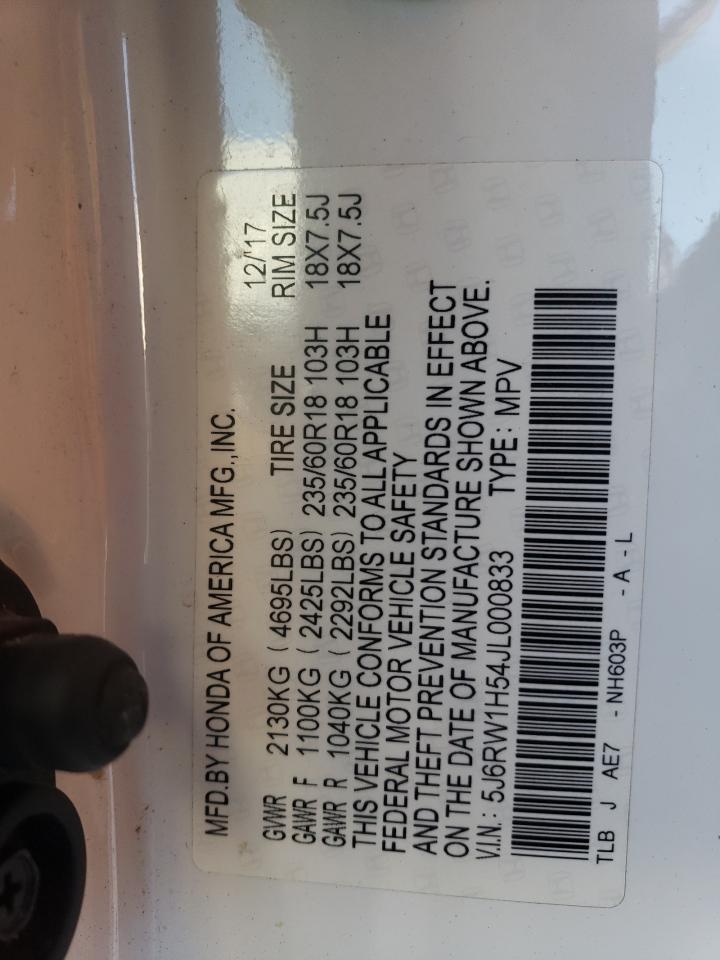 MFD.BY HONDA OF AMERICA MFG.,INC. 12/'17
GVWR 2130KG ( 4695LBS) TIRE SIZE RIM SIZE
GAWR F 1100KG ( 2425LBS) 235/60R18 103H 18X7.5J
GAWR R 1040KG ( 2292LBS) 235/60R18 103H 18X7.5J
THIS VEHICLE CONFORMS TO ALL APPLICABLE
FEDERAL MOTOR VEHICLE SAFETY
AND THEFT PREVENTION STANDARDS IN EFFECT
ON THE DATE OF MANUFACTURE SHOWN ABOVE.
V.I.N.: 5J6RW1H54JL000833 TYPE: MPV
TLB J AE7 - NH603P - A - L